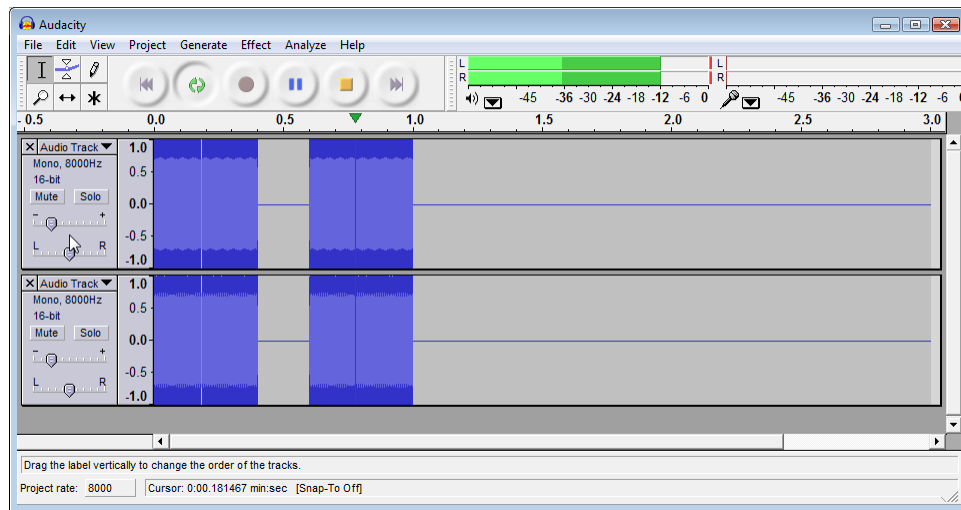 Audacity
File Edit View Project Generate Effect Analyze Help
L
R
-45 -36 -30 -24 -18 -12 -6 0
L
R
-45 -36 -30 -24 -18 -12 -6
- 0.5 0.0 0.5 1.0 1.5 2.0 2.5 3.0
X Audio Track
Mono, 8000Hz
16-bit
Mute Solo
- +
L R
1.0
0.5
0.0
-0.5
-1.0
X Audio Track
Mono, 8000Hz
16-bit
Mute Solo
- +
L R
1.0
0.5
0.0
-0.5
-1.0
Drag the label vertically to change the order of the tracks.
Project rate: 8000 Cursor: 0:00.181467 min:sec [Snap-To Off]